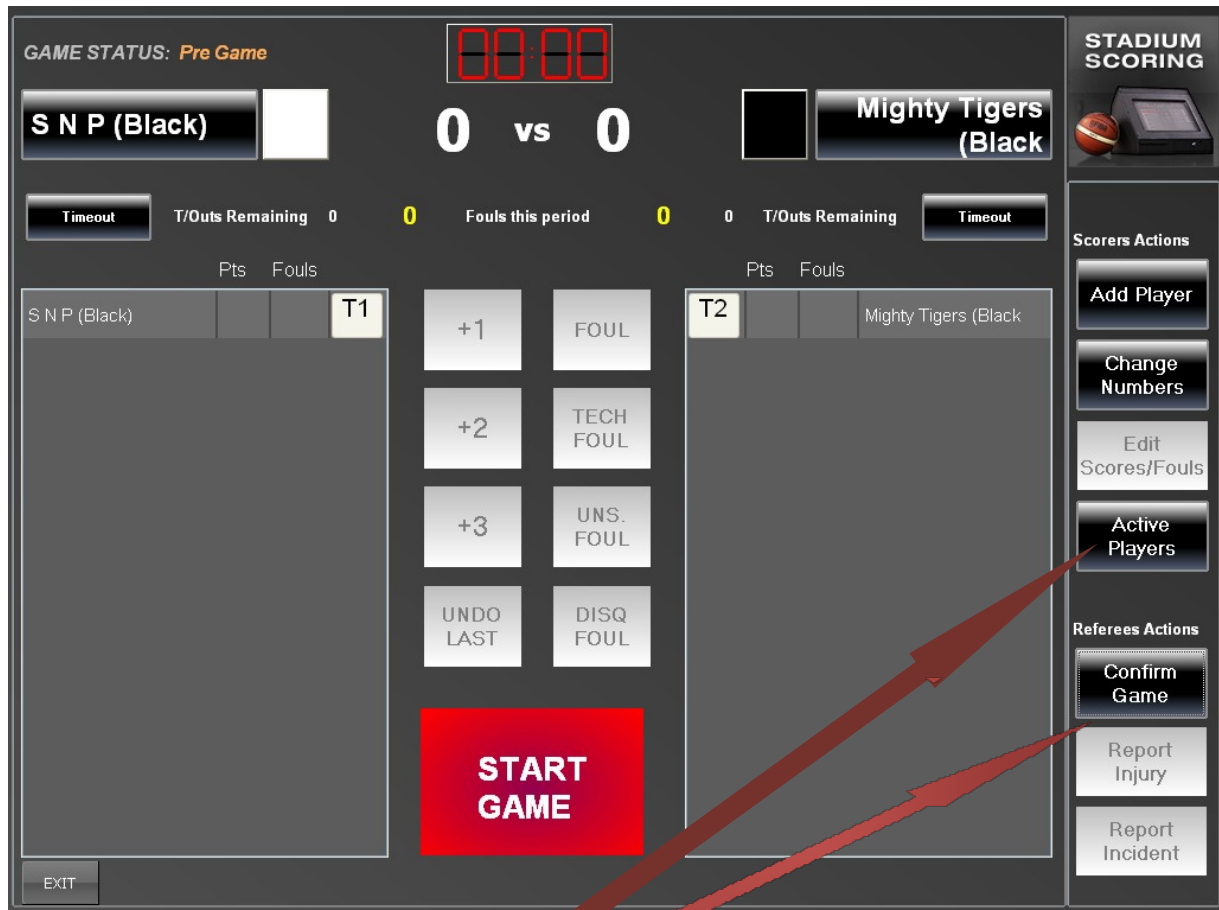 GAME STATUS: Pre Game
00:00
STADIUM
SCORING
S N P (Black)
0 vs 0
Mighty Tigers
(Black
Timeout
T/Outs Remaining 0
0 Fouls this period 0
0 T/Outs Remaining
Timeout
Pts Fouls
Pts Fouls
S N P (Black)
T1
T2
Mighty Tigers (Black
+1
FOUL
+2
TECH
FOUL
+3
UNS.
FOUL
UNDO
LAST
DISQ
FOUL
START
GAME
EXIT
Scorers Actions
Add Player
Change
Numbers
Edit
Scores/Fouls
Active
Players
Referees Actions
Confirm
Game
Report
Injury
Report
Incident